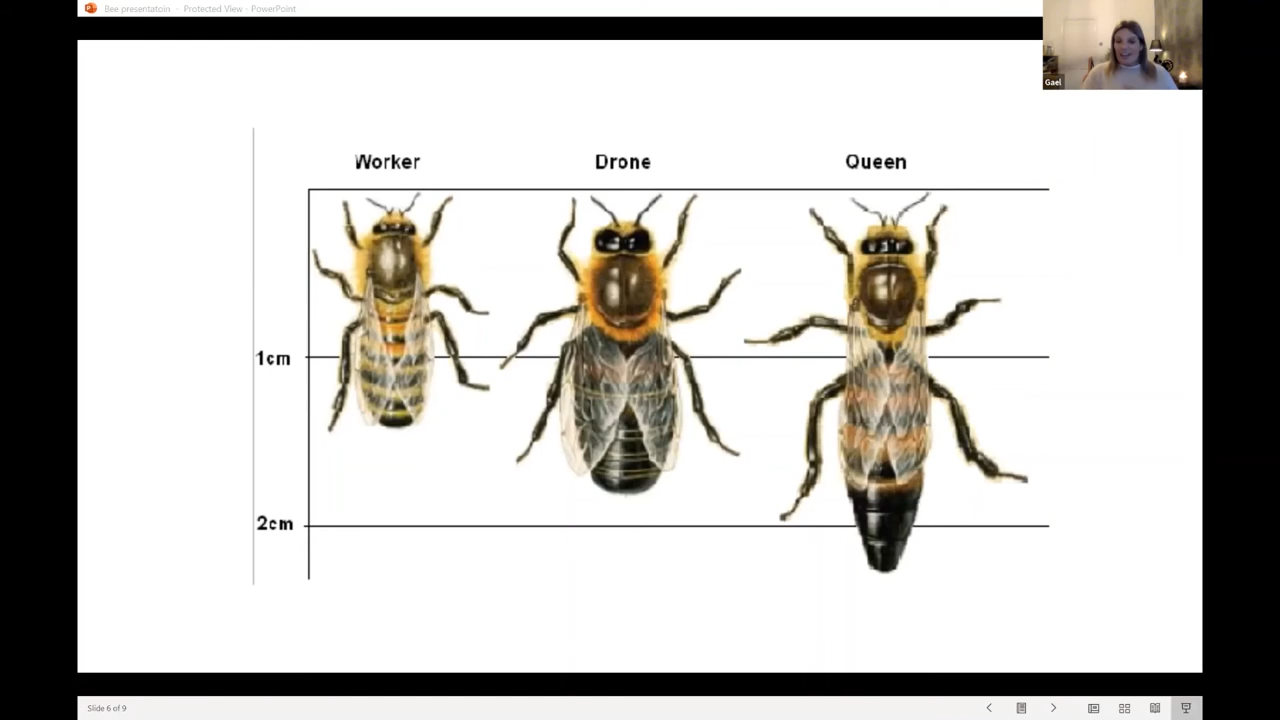 Bee presentatoin - Protected View - PowerPoint
Gael
Worker Drone Queen
1cm
2cm
Slide 6 of 9